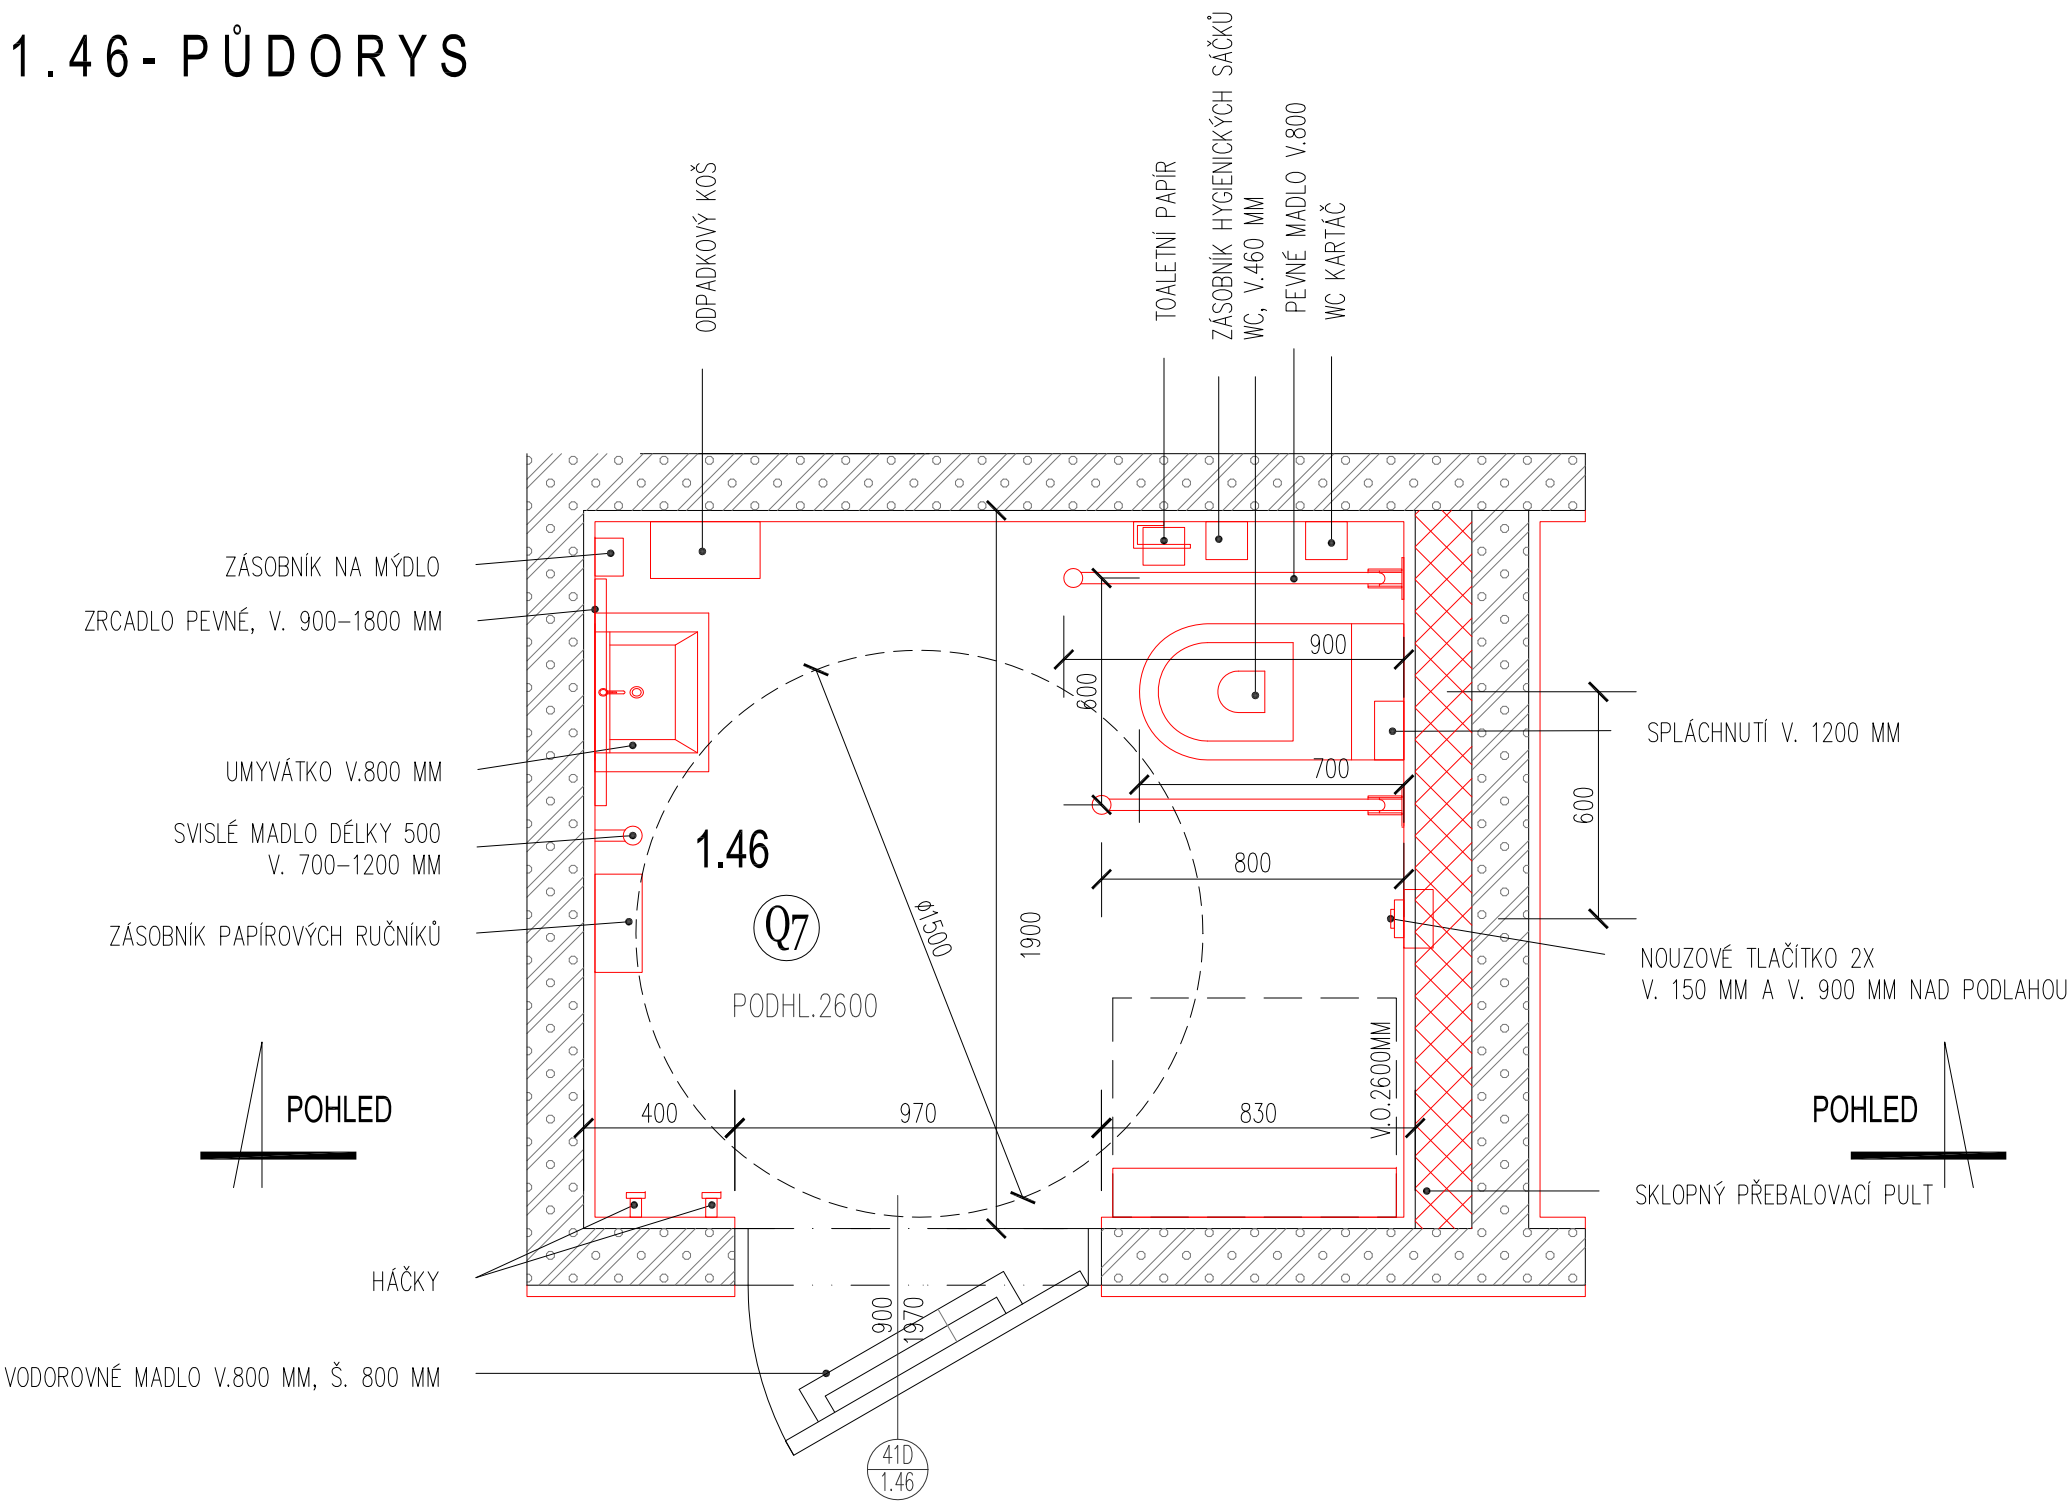 1.46- PŮDORYS
ODPADKOVÝ KOŠ
TOALETNÍ PAPÍR
ZÁSOBNÍK HYGIENICKÝCH SÁČKŮ
WC, V.460 MM
PEVNÉ MADLO V.800
WC KARTÁČ
ZÁSOBNÍK NA MÝDLO
ZRCADLO PEVNÉ, V. 900-1800 MM
UMYVÁTKO V.800 MM
SVISLÉ MADLO DÉLKY 500
V. 700-1200 MM
ZÁSOBNÍK PAPÍROVÝCH RUČNÍKŮ
POHLED
HÁČKY
VODOROVNÉ MADLO V.800 MM, Š. 800 MM
1.46
Q7
PODHL.2600
ø1500
1900
900
600
700
800
400
970
830
V.O.2600MM
900
1970
41D
1.46
600
SPLÁCHNUTÍ V. 1200 MM
NOUZOVÉ TLAČÍTKO 2X
V. 150 MM A V. 900 MM NAD PODLAHOU
POHLED
SKLOPNÝ PŘEBALOVACÍ PULT